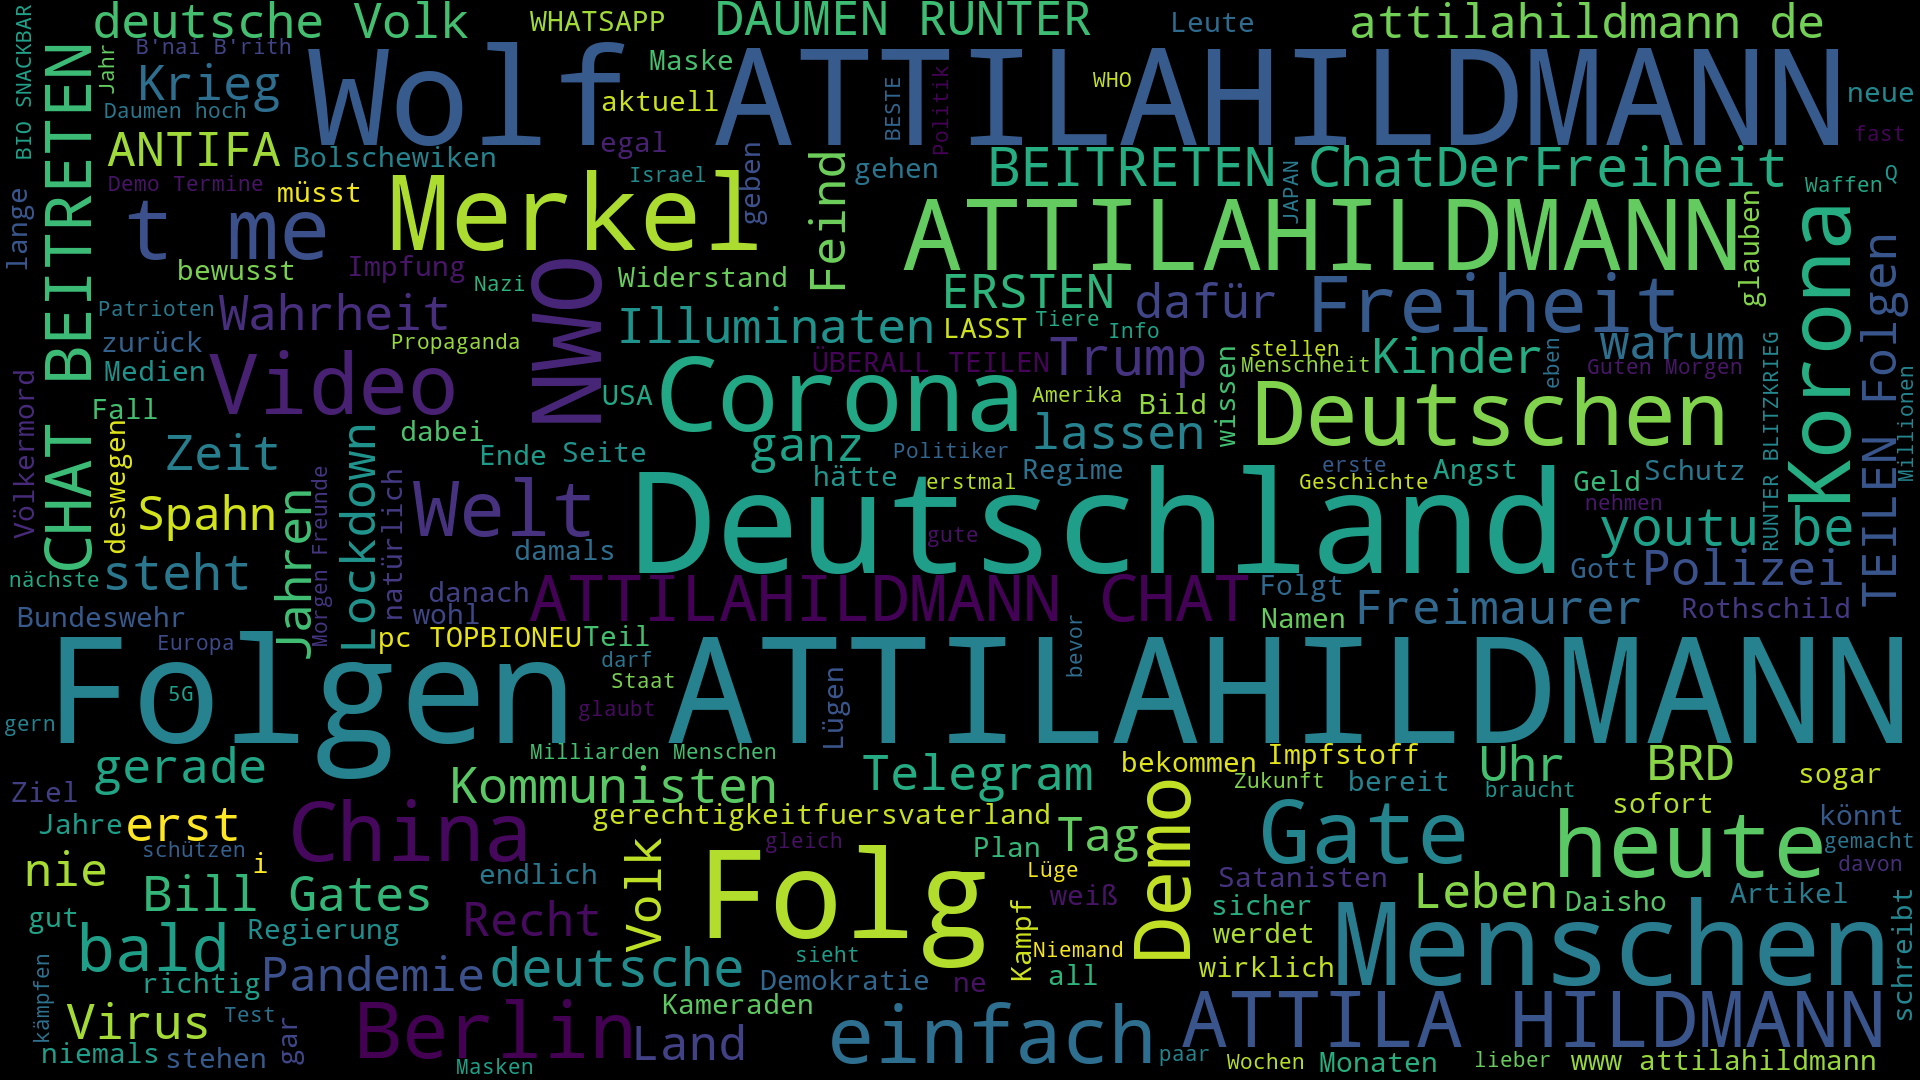 deutsche Volk
WHATSAPP
DAUMEN RUNTER
Leute
attilahildmann de
BIO SNACKBAR
B'nai B'rith
Jahr
Krieg
Daumen hoch
Wolf
Maske
aktuell
ATTILAHILDMANN
WHO
BESTE
Politik
neue
fast
CHAT BEITRETEN
ANTIFA
Bolschewiken
egal
Israel
geben
gehen
BEITRETEN
ChatDerFreiheit
JAPAN
Waffen
Q
Demo Termine
müsst
lange
t me
Merkel
Feind
ATTILAHILDMANN
glauben
Korona
bewusst
Impfung
Nazi
NWO
Widerstand
ERSTEN
dafür
Freiheit
TEILEN Folgen
Patrioten
Wahrheit
Illuminaten
LASST
Tiere
Info
zurück
Propaganda
Medien
Video
ÜBERALL TEILEN
Trump
wissen
stellen
Menschheit
Kinder
eben
warum
Guten Morgen
RUNTER BLITZKRIEG
Millionen
Völkermord
Fall
deswegen
USA
Corona
Amerika
Bild
Deutschen
dabei
ganz
lassen
Zeit
Lockdown
Ende
Seite
Politiker
hätte
erstmal
Regime
erste
Geschichte
Angst
Geld
Schutz
nehmen
Spahn
Jahren
Morgen Freunde
natürlich
Welt
Deutschland
gute
youtu be
damals
nächste
steht
danach
wohl
ATTILAHILDMANN CHAT
Folgt
Gott
Polizei
Bundeswehr
Namen
Freimaurer
Rothschild
Europa
pc TOPBIONEU
Teil
bevor
darf
Staat
5G
gern
Folgen
glaubt
Lügen
ATTILAHILDMANN
gerade
Milliarden Menschen
Telegram
bekommen
Impfstoff
Zukunft
bereit
Uhr
braucht
BRD
sogar
Ziel
Kommunisten
Demo
sofort
könnt
Jahre
erst
China
gerechtigkeitfuersvaterland
Tag
Gate
heute
gemacht
schützen
i
gleich
Plan
davon
nie
Bill Gates
endlich
Volk
Folg
Lüge
weiß
Satanisten
Leben
Daisho
Artikel
schreibt
gut
Regierung
Recht
Kampf
sicher
werdet
Menschen
bald
sieht
Niemand
wirklich
kämpfen
richtig
Pandemie
deutsche
Demokratie
ne
all
Virus
Test
gar
Berlin
Kameraden
Land
einfach
ATTILA HILDMANN
niemals
stehen
Masken
paar
Wochen
Monaten
lieber
www attilahildmann